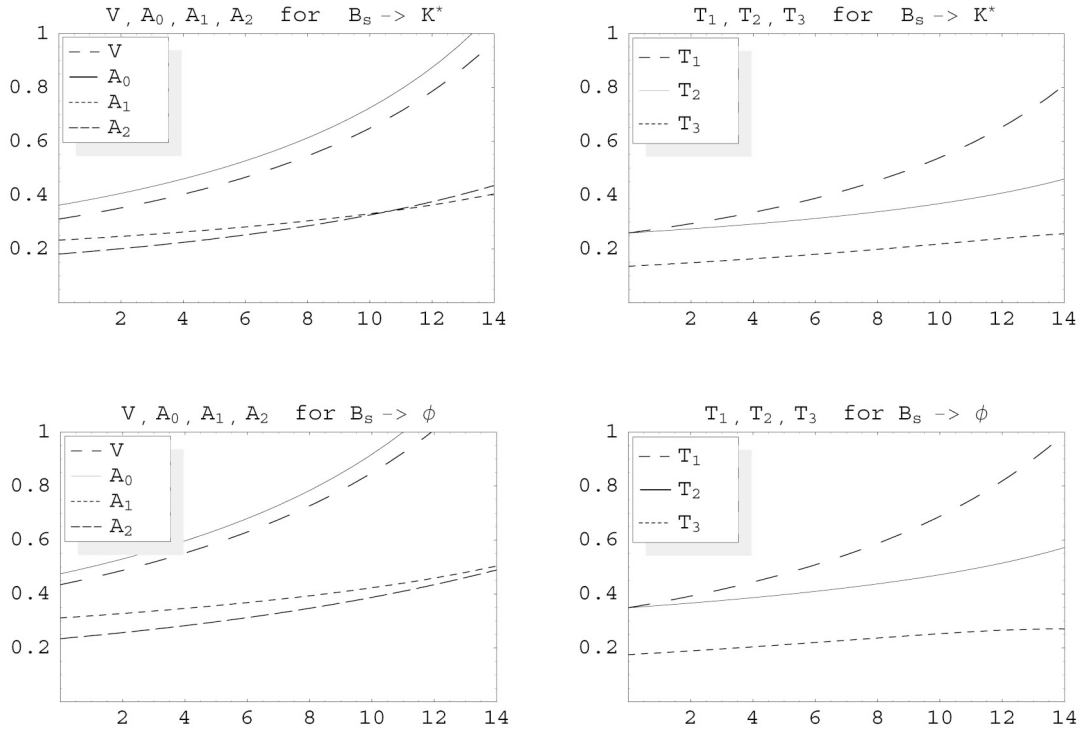 V, A₀, A₁, A₂ for Bₛ -> K*
1
0.8
0.6
0.4
0.2
V
A₀
A₁
A₂
2 4 6 8 10 12 14
T₁, T₂, T₃ for Bₛ -> K*
1
0.8
0.6
0.4
0.2
T₁
T₂
T₃
2 4 6 8 10 12 14
V, A₀, A₁, A₂ for Bₛ -> ϕ
1
0.8
0.6
0.4
0.2
V
A₀
A₁
A₂
2 4 6 8 10 12 14
T₁, T₂, T₃ for Bₛ -> ϕ
1
0.8
0.6
0.4
0.2
T₁
T₂
T₃
2 4 6 8 10 12 14